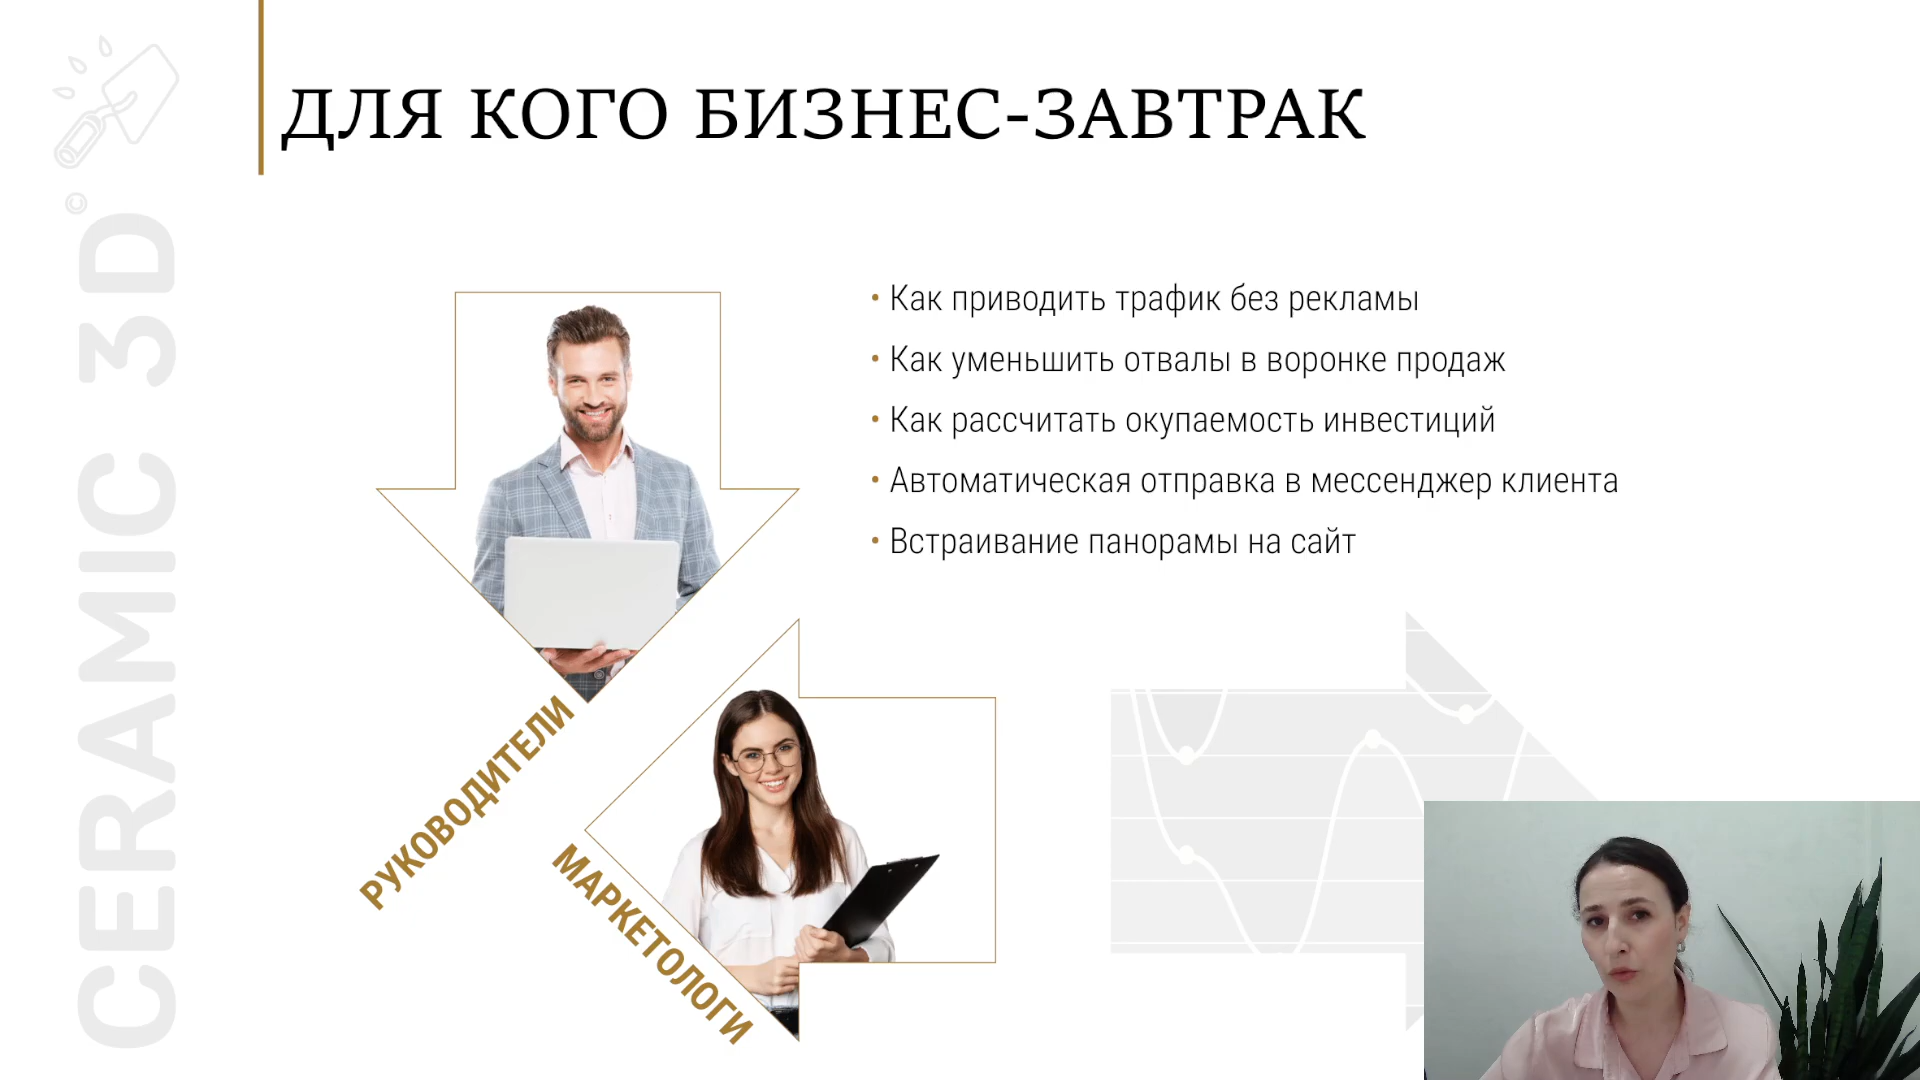 CERAMIC 3D ©
ДЛЯ КОГО БИЗНЕС-ЗАВТРАК
• Как приводить трафик без рекламы
• Как уменьшить отвалы в воронке продаж
• Как рассчитать окупаемость инвестиций
• Автоматическая отправка в мессенджер клиента
• Встраивание панорамы на сайт
РУКОВОДИТЕЛИ
МАРКЕТОЛОГИ